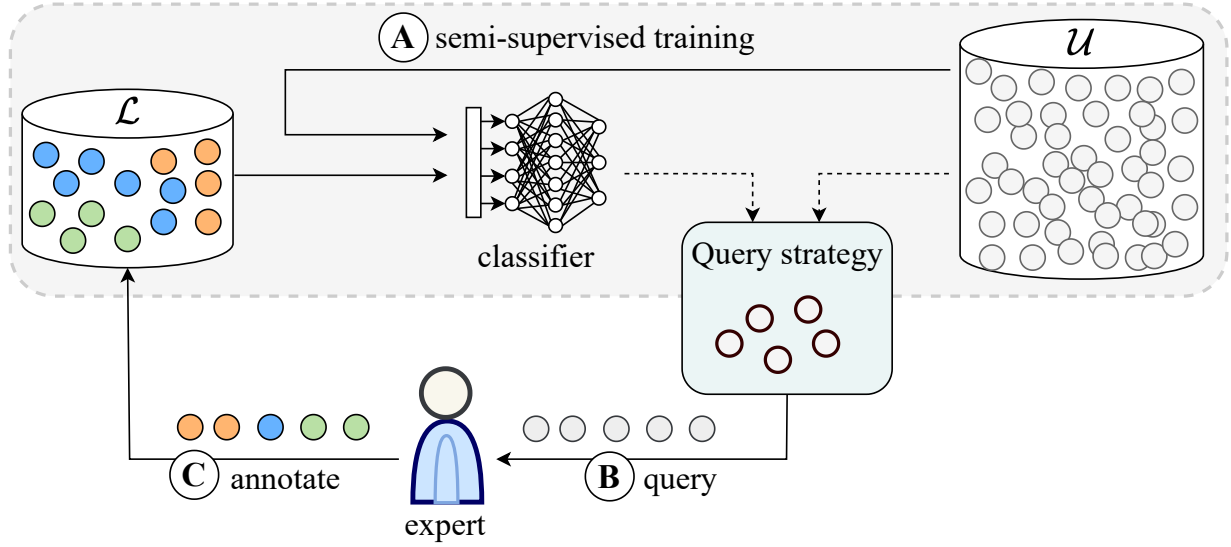 A semi-supervised training
𝓤
𝓛
classifier
Query strategy
C annotate
B query
expert